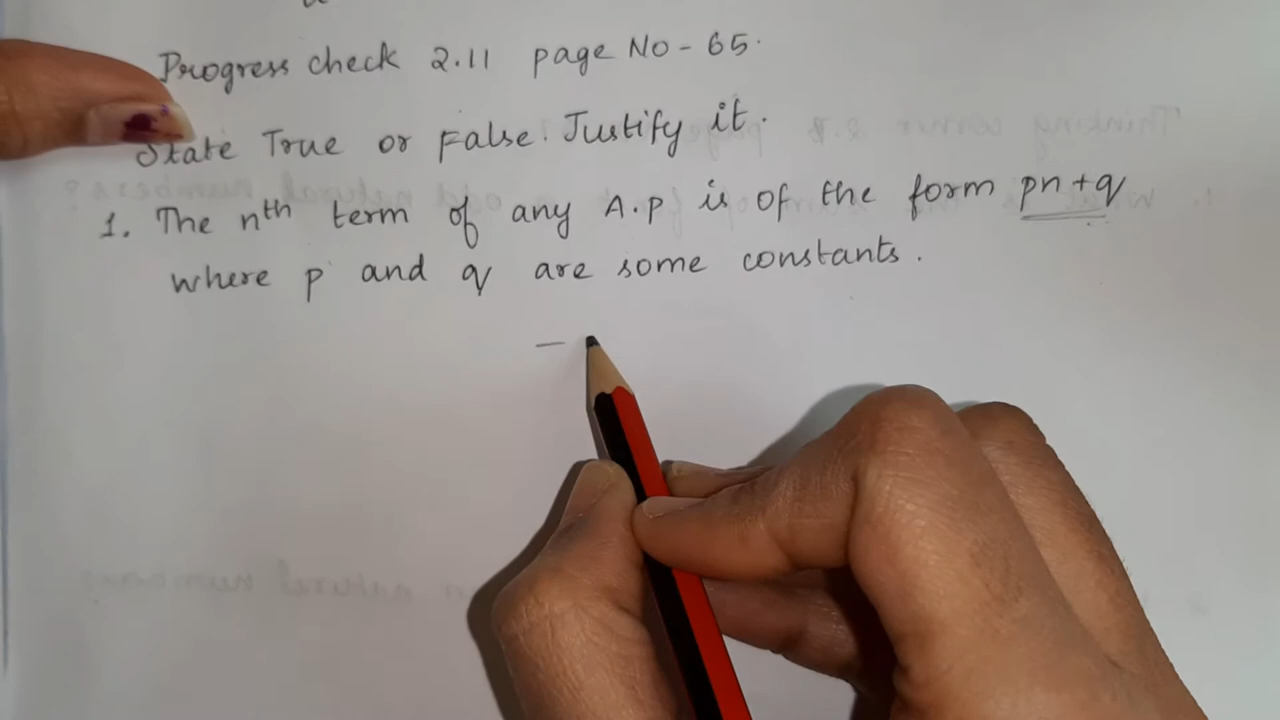 Progress check 2.11 page No - 65.
State True or False. Justify it.
1. The nth term of any A.P is of the form pn+q
where p and q are some constants.